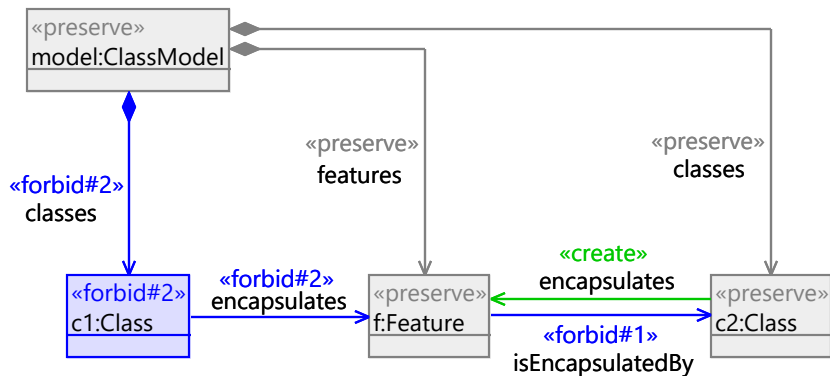 «preserve»
model:ClassModel
«preserve»
features
«preserve»
classes
«forbid#2»
classes
«forbid#2»
c1:Class
«forbid#2»
encapsulates
«preserve»
f:Feature
«create»
encapsulates
«forbid#1»
isEncapsulatedBy
«preserve»
c2:Class